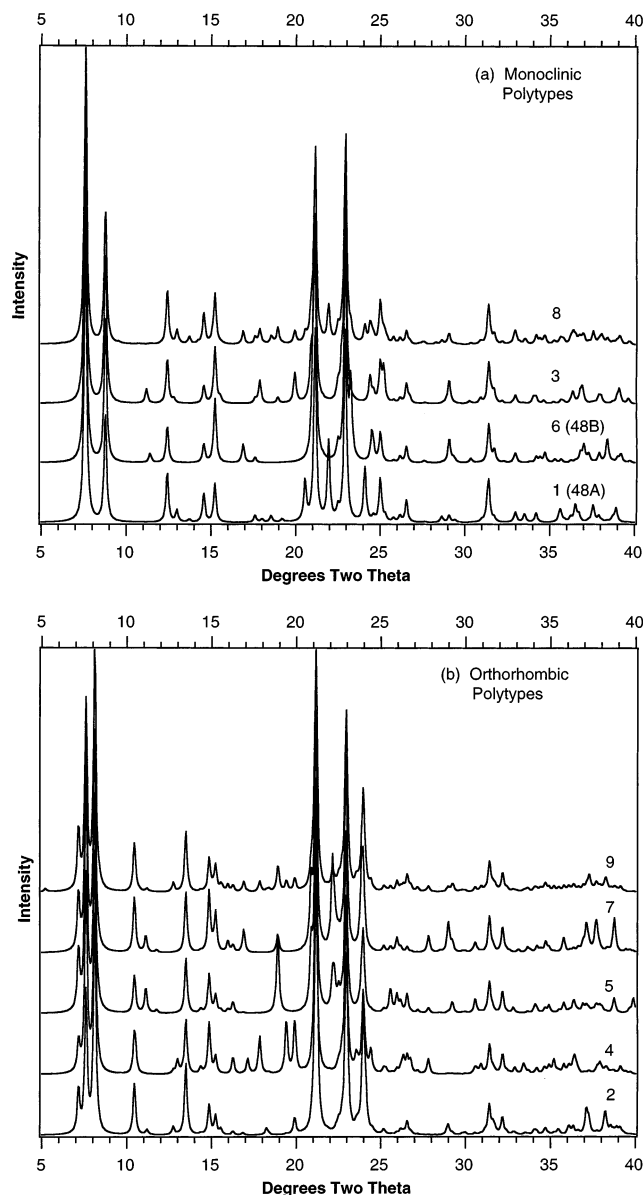 5 10 15 20 25 30 35 40
(a) Monoclinic
Polytypes
Intensity
8
3
6 (48B)
1 (48A)
5 10 15 20 25 30 35 40
Degrees Two Theta
5 10 15 20 25 30 35 40
(b) Orthorhombic
Polytypes
Intensity
9
7
5
4
2
5 10 15 20 25 30 35 40
Degrees Two Theta